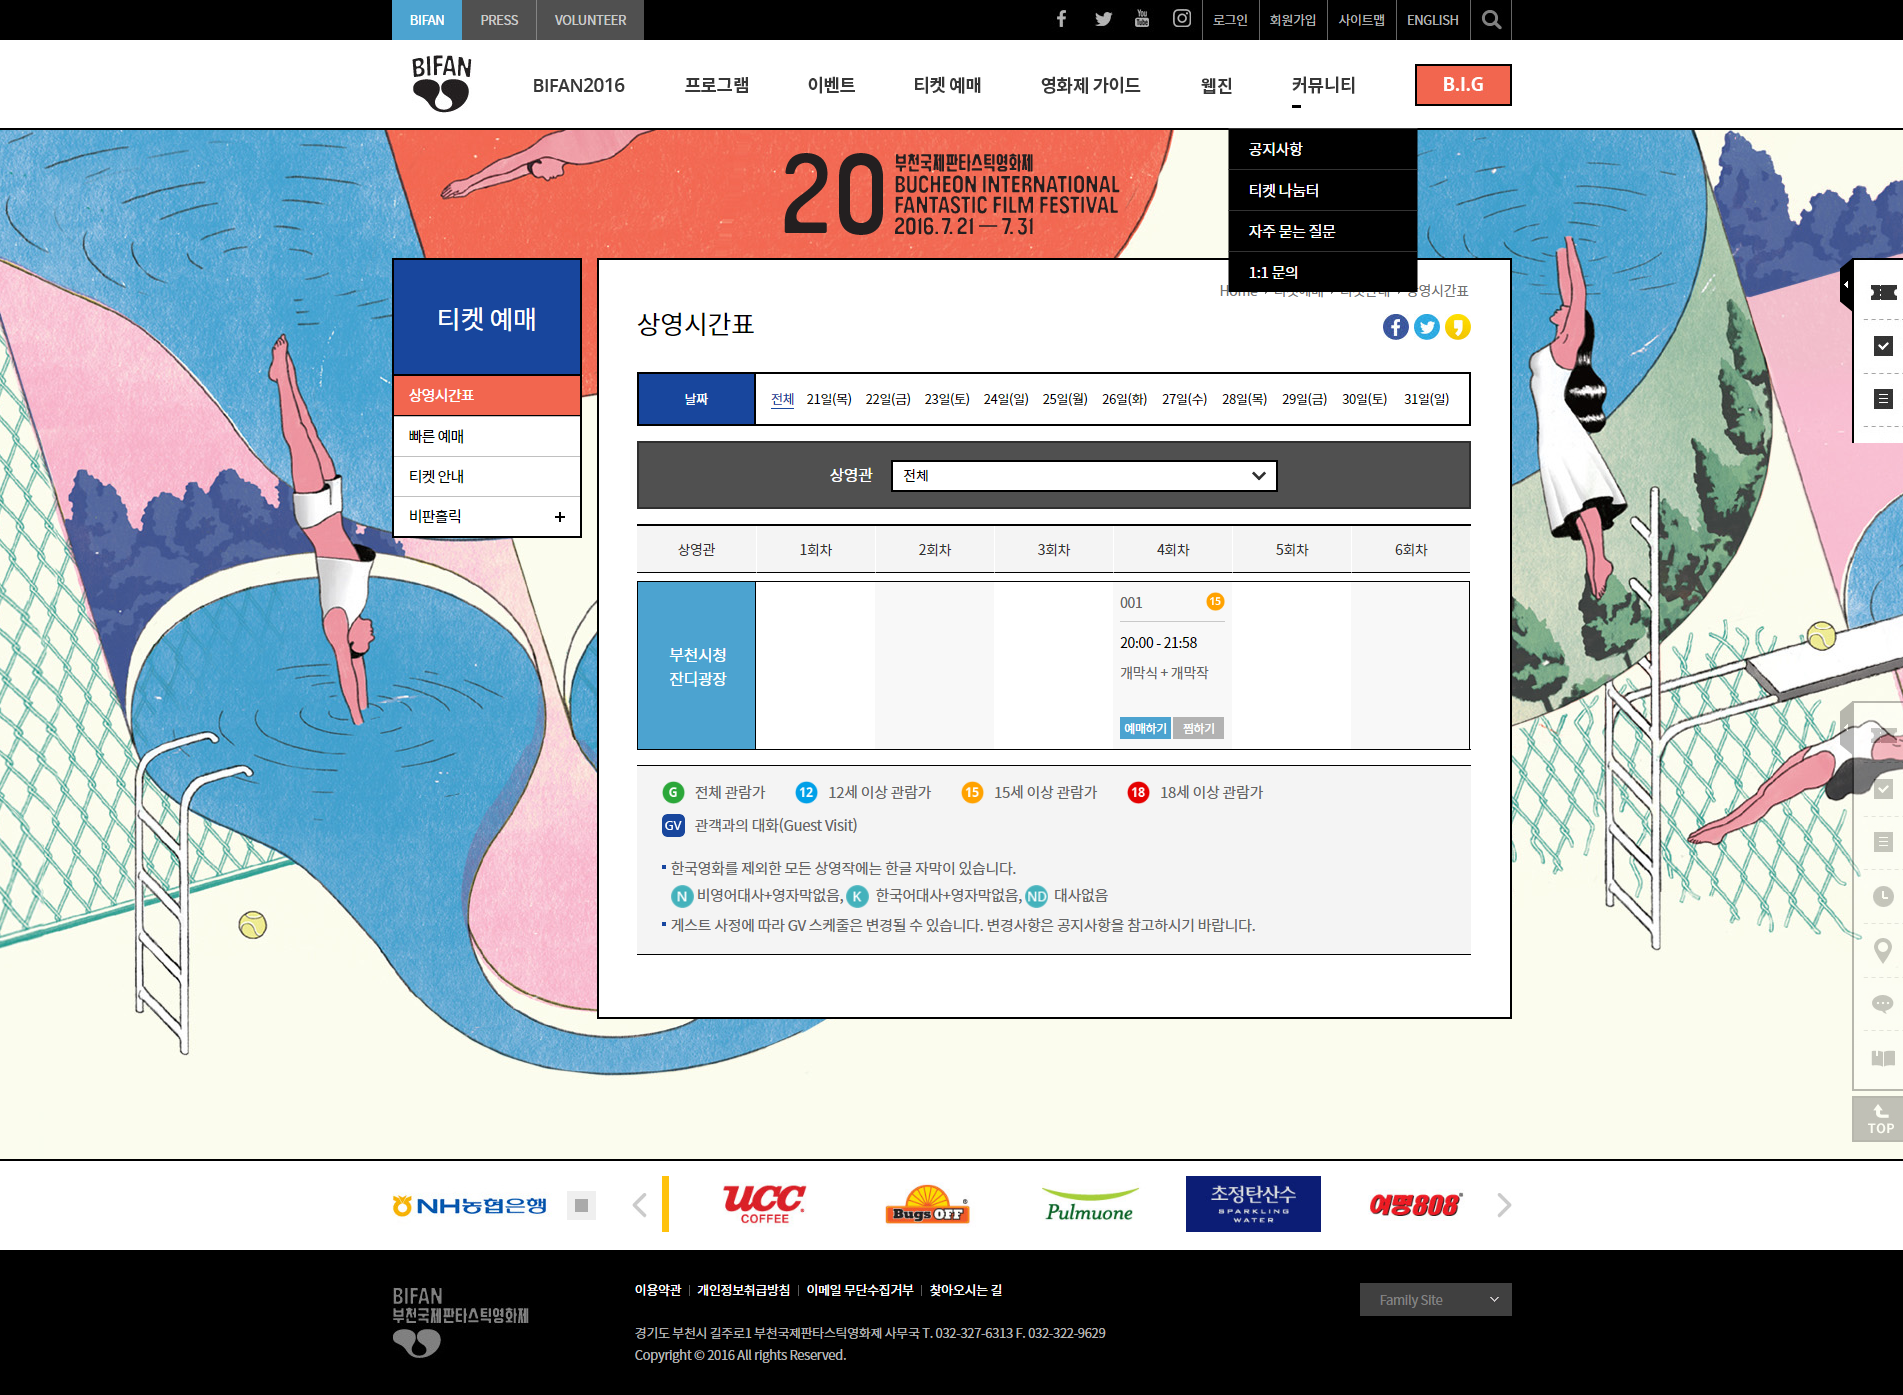 BIFAN PRESS VOLUNTEER 로그인 회원가입 사이트맵 ENGLISH
BIFAN BIFAN2016 프로그램 이벤트 티켓 예매 영화제 가이드 웹진 커뮤니티 B.I.G
공지사항
티켓 나눔터
자주 묻는 질문
1:1 문의
20 부천국제판타스틱영화제
BUCHEON INTERNATIONAL
FANTASTIC FILM FESTIVAL
2016. 7. 21 — 7. 31
티켓 예매
상영시간표
빠른 예매
티켓 안내
비판홀릭
Home 티켓예매 티켓안내 상영시간표
상영시간표
날짜 전체 21일(목) 22일(금) 23일(토) 24일(일) 25일(월) 26일(화) 27일(수) 28일(목) 29일(금) 30일(토) 31일(일)
상영관 전체
상영관 1회차 2회차 3회차 4회차 5회차 6회차
부천시청
잔디광장
001 15
20:00 - 21:58
개막식 + 개막작
예매하기 찜하기
G 전체 관람가 12 12세 이상 관람가 15 15세 이상 관람가 18 18세 이상 관람가
GV 관객과의 대화(Guest Visit)
한국영화를 제외한 모든 상영작에는 한글 자막이 있습니다.
N 비영어대사+영자막없음, K 한국어대사+영자막없음, ND 대사없음
게스트 사정에 따라 GV 스케줄은 변경될 수 있습니다. 변경사항은 공지사항을 참고하시기 바랍니다.
TOP
NH농협은행 UCC COFFEE Bugs OFF Pulmuone 초정탄산수 SPARKLING WATER 여명808
BIFAN
부천국제판타스틱영화제
이용약관 개인정보취급방침 이메일 무단수집거부 찾아오시는 길
Family Site
경기도 부천시 길주로1 부천국제판타스틱영화제 사무국 T. 032-327-6313 F. 032-322-9629
Copyright © 2016 All rights Reserved.